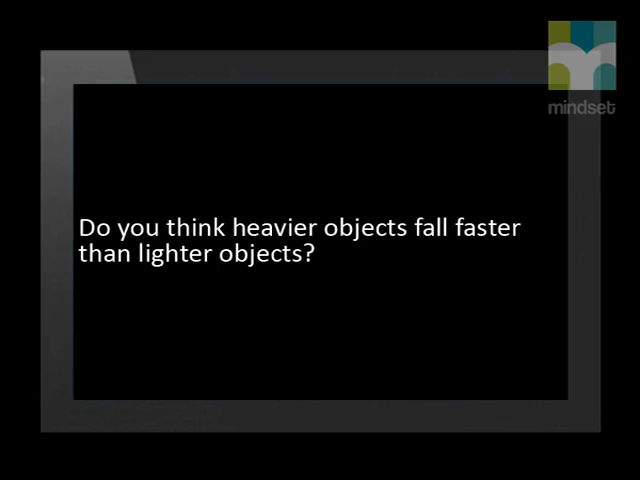 mindset
Do you think heavier objects fall faster
than lighter objects?